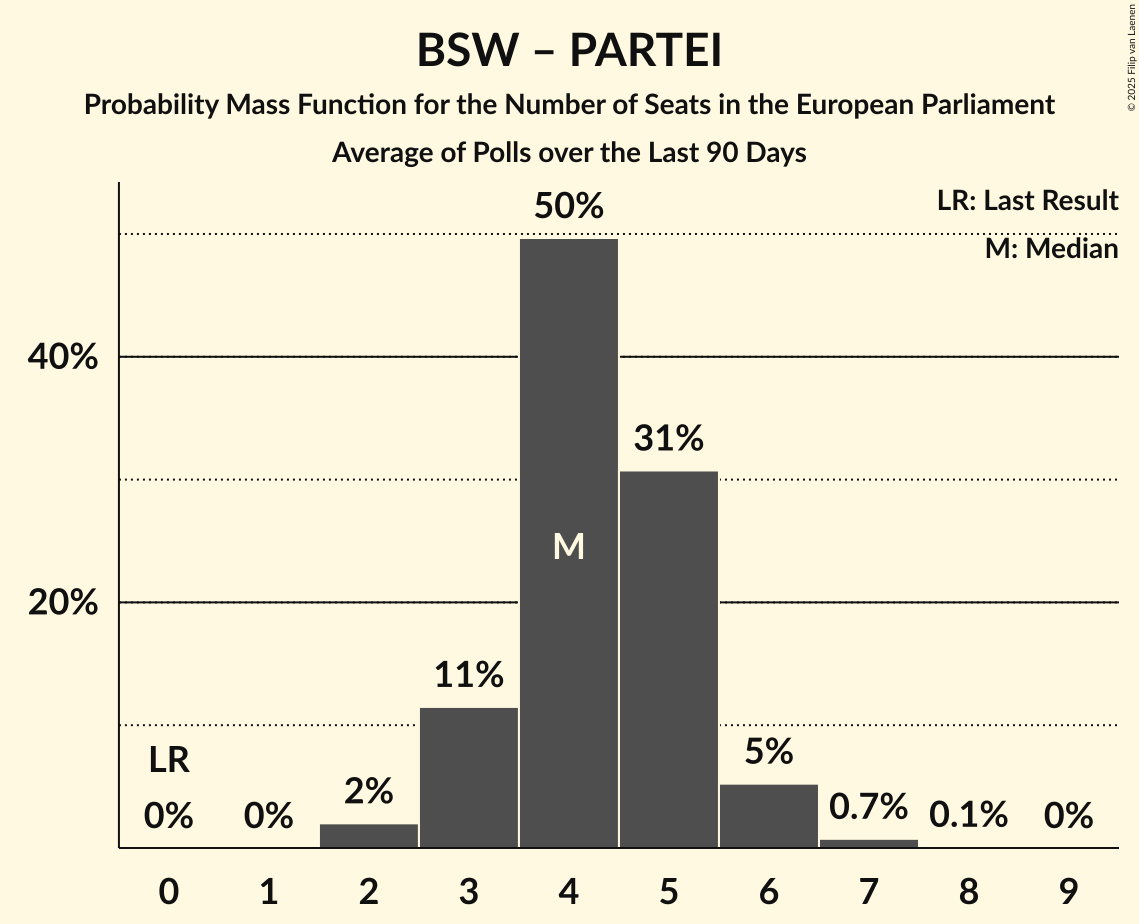 BSW – PARTEI
Probability Mass Function for the Number of Seats in the European Parliament
Average of Polls over the Last 90 Days
© 2025 Filip van Laenen
LR: Last Result
M: Median
50%
40%
31%
M
20%
11%
LR
0%
0%
2%
5%
0.7%
0.1%
0%
0 1 2 3 4 5 6 7 8 9